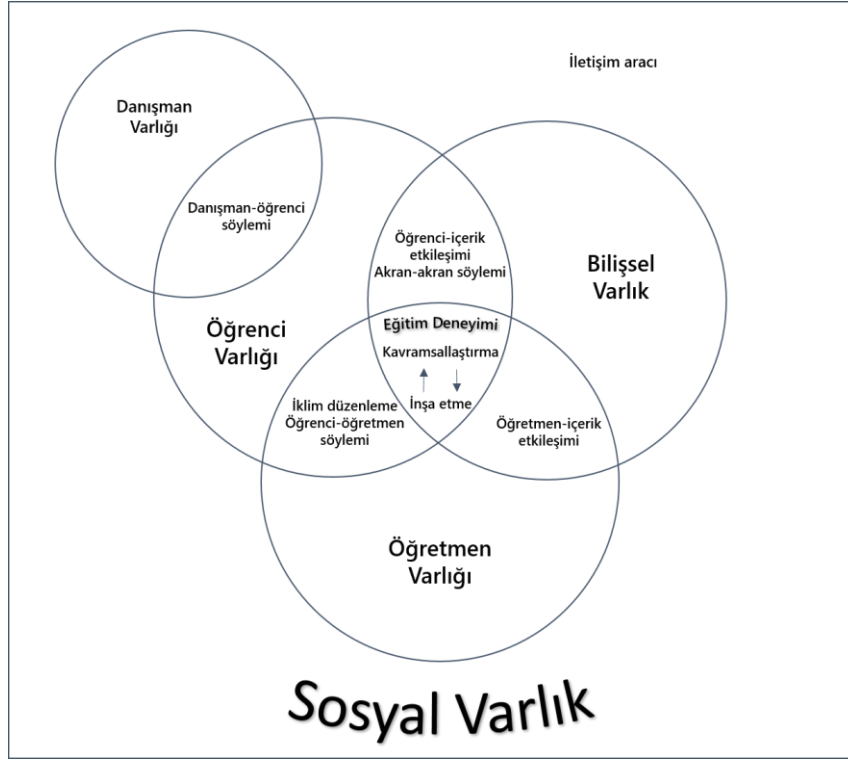 İletişim aracı
Danışman
Varlığı
Danışman-öğrenci
söylemi
Öğrenci-içerik
etkileşimi
Akran-akran söylemi
Bilişsel
Varlık
Öğrenci
Varlığı
Eğitim Deneyimi
Kavramsallaştırma
İnşa etme
İklim düzenleme
Öğrenci-öğretmen
söylemi
Öğretmen-içerik
etkileşimi
Öğretmen
Varlığı
Sosyal Varlık